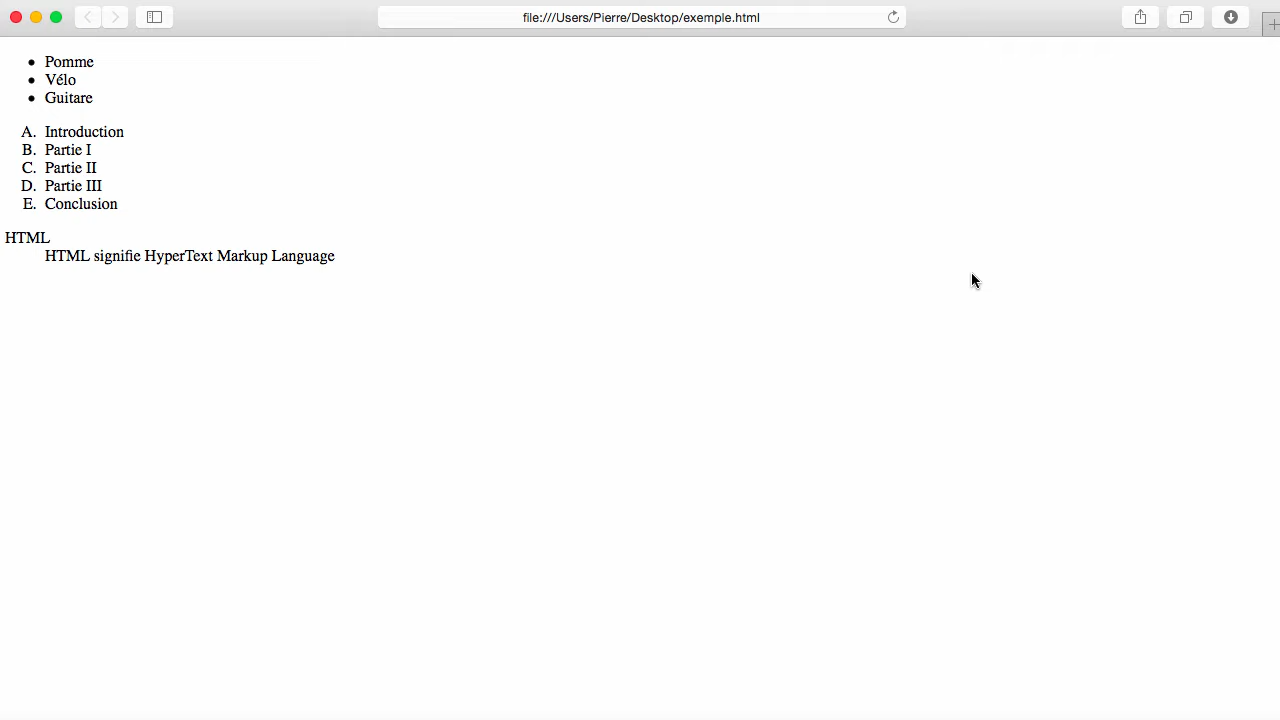 file:///Users/Pierre/Desktop/exemple.html
• Pomme
• Vélo
• Guitare
A. Introduction
B. Partie I
C. Partie II
D. Partie III
E. Conclusion
HTML
HTML signifie HyperText Markup Language